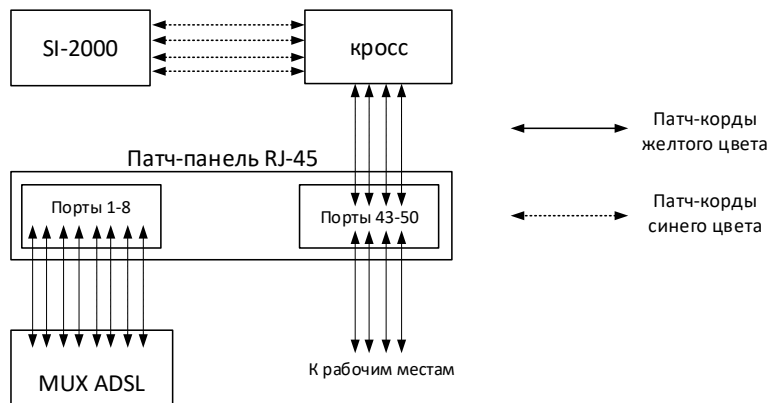 SI-2000
кросс
Патч-корды
желтого цвета
Патч-панель RJ-45
Порты 1-8
Порты 43-50
Патч-корды
синего цвета
MUX ADSL
К рабочим местам